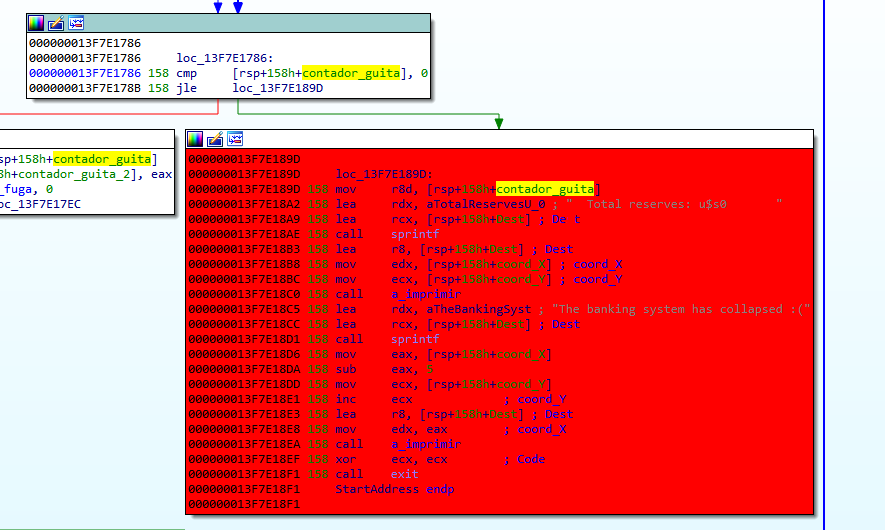 000000013F7E1786
000000013F7E1786 loc_13F7E1786:
000000013F7E1786 158 cmp [rsp+158h+contador_guita], 0
000000013F7E178B 158 jle loc_13F7E189D
sp+158h+contador_guita]
8h+contador_guita_2], eax
_fuga, 0
oc_13F7E17EC
000000013F7E189D
000000013F7E189D loc_13F7E189D:
000000013F7E189D 158 mov r8d, [rsp+158h+contador_guita]
000000013F7E18A2 158 lea rdx, aTotalReservesU_0 ; "  Total reserves: u$s0       "
000000013F7E18A9 158 lea rcx, [rsp+158h+Dest] ; Dest
000000013F7E18AE 158 call sprintf
000000013F7E18B3 158 lea r8, [rsp+158h+Dest] ; Dest
000000013F7E18B8 158 mov edx, [rsp+158h+coord_X] ; coord_X
000000013F7E18BC 158 mov ecx, [rsp+158h+coord_Y] ; coord_Y
000000013F7E18C0 158 call a_imprimir
000000013F7E18C5 158 lea rdx, aTheBankingSyst ; "The banking system has collapsed :("
000000013F7E18CC 158 lea rcx, [rsp+158h+Dest] ; Dest
000000013F7E18D1 158 call sprintf
000000013F7E18D6 158 mov eax, [rsp+158h+coord_X]
000000013F7E18DA 158 sub eax, 5
000000013F7E18DD 158 mov ecx, [rsp+158h+coord_Y]
000000013F7E18E1 158 inc ecx ; coord_Y
000000013F7E18E3 158 lea r8, [rsp+158h+Dest] ; Dest
000000013F7E18E8 158 mov edx, eax ; coord_X
000000013F7E18EA 158 call a_imprimir
000000013F7E18EF 158 xor ecx, ecx ; Code
000000013F7E18F1 158 call exit
000000013F7E18F1 StartAddress endp
000000013F7E18F1